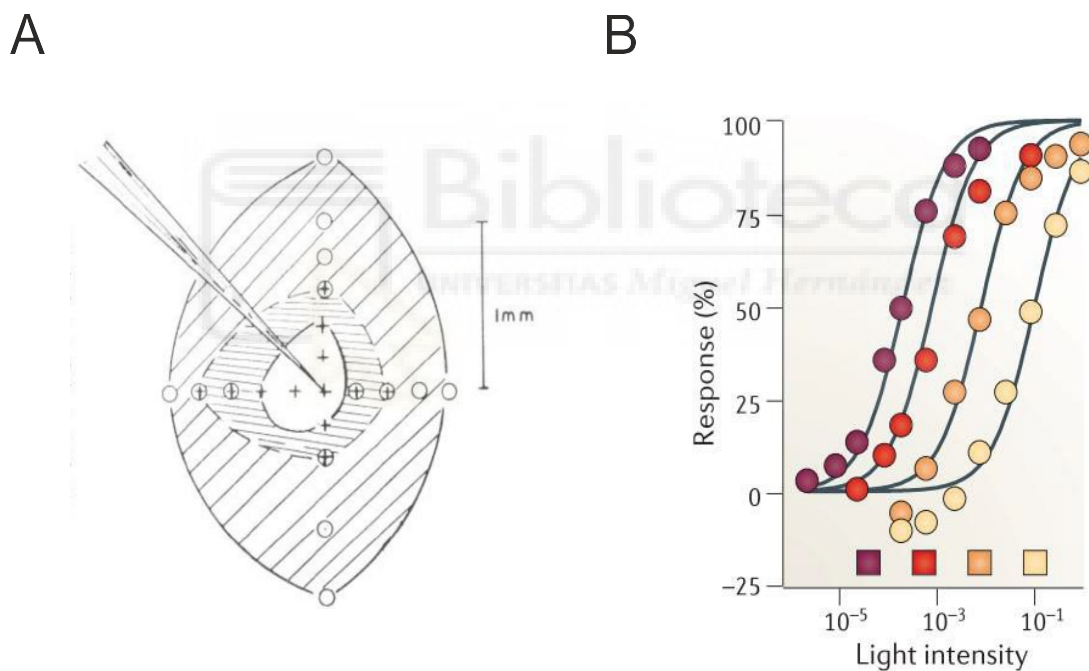 A
B
Biblioteca
UNIVERSITAS Miguel Hernández
1mm
Response (%)
100
75
50
25
0
−25
10⁻⁵
10⁻³
10⁻¹
Light intensity